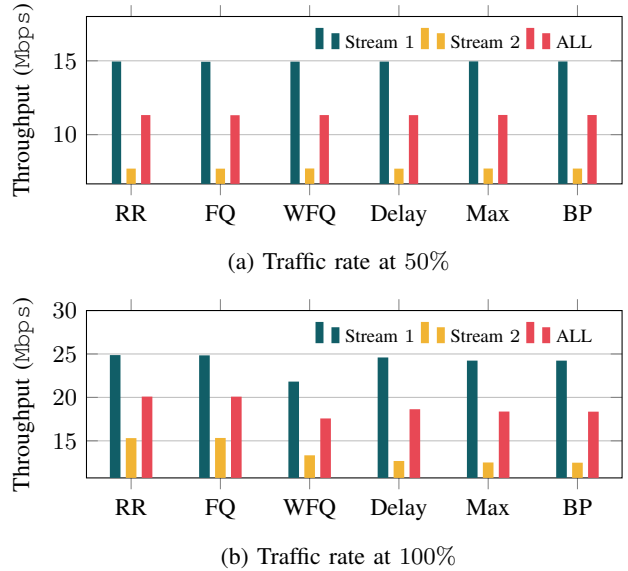 Throughput (Mbps)
15
10
Stream 1 Stream 2 ALL
RR FQ WFQ Delay Max BP
(a) Traffic rate at 50%
Throughput (Mbps)
30
25
20
15
Stream 1 Stream 2 ALL
RR FQ WFQ Delay Max BP
(b) Traffic rate at 100%